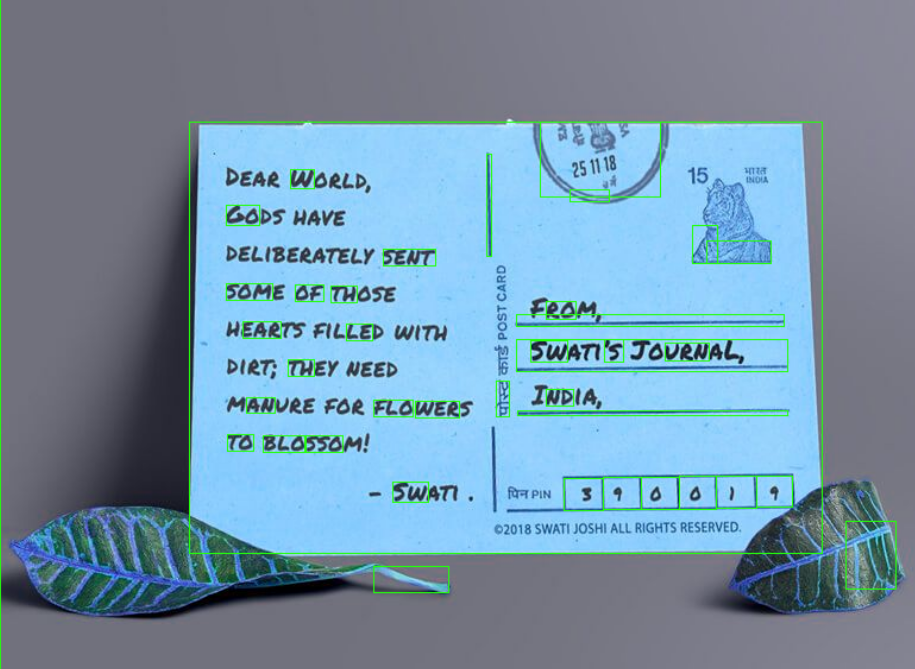 DEAR WORLD,
GODS HAVE
DELIBERATELY SENT
SOME OF THOSE
HEARTS FILLED WITH
DIRT; THEY NEED
MANURE FOR FLOWERS
TO BLOSSOM!
- SWATI .
पोस्ट कार्ड POST CARD
25 11 18
15
भारत
INDIA
FROM,
SWATI'S JOURNAL,
INDIA,
पिन PIN 3 9 0 0 1 9
©2018 SWATI JOSHI ALL RIGHTS RESERVED.